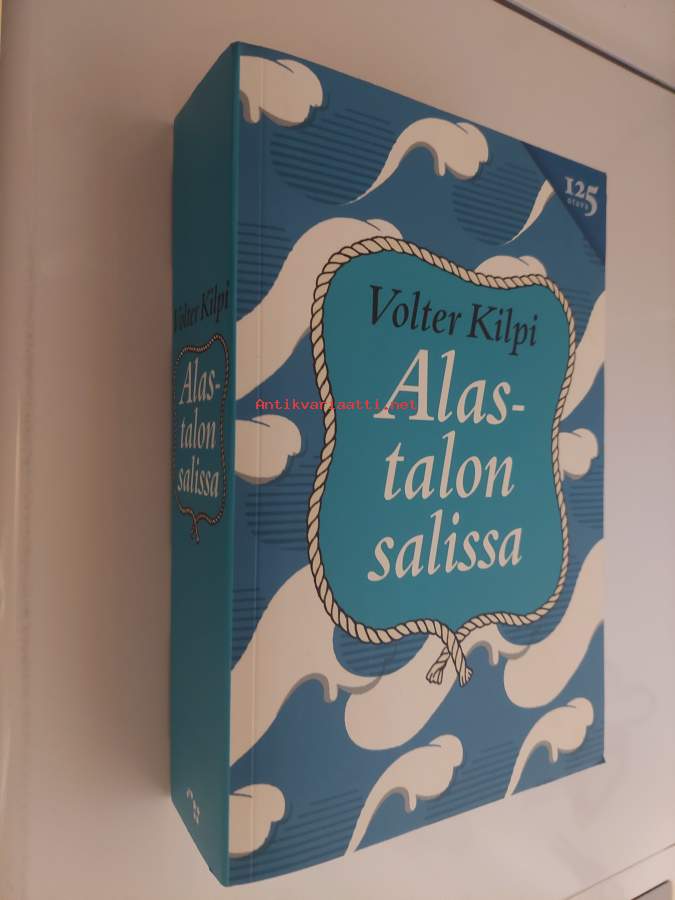 125
OTAVA
Volter Kilpi
Alas-
talon
salissa
Volter Kilpi
Alas-
talon
salissa
Antikvariaatti.net